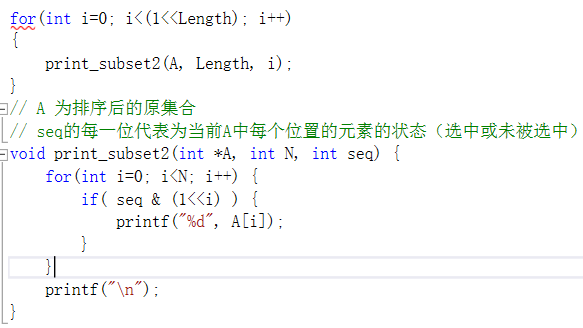 for(int i=0; i<(1<<Length); i++)
{
    print_subset2(A, Length, i);
}
// A 为排序后的原集合
// seq的每一位代表为当前A中每个位置的元素的状态（选中或未被选中）
void print_subset2(int *A, int N, int seq) {
    for(int i=0; i<N; i++) {
        if( seq & (1<<i) ) {
            printf("%d", A[i]);
        }
    }
    printf("\n");
}